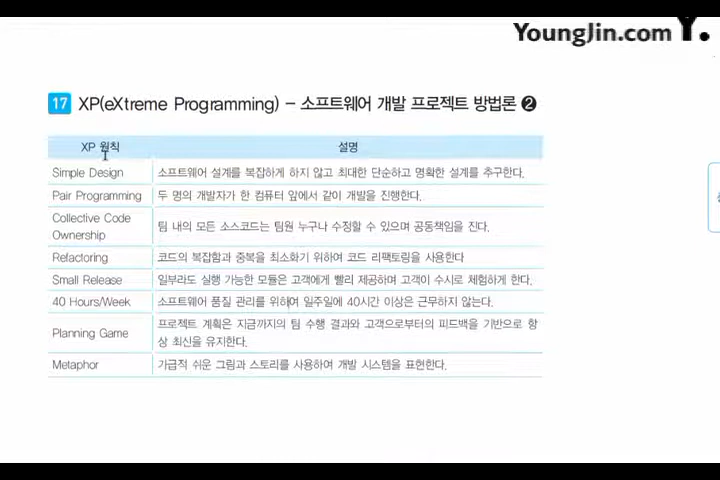 YoungJin.com Y.
17 XP(eXtreme Programming) – 소프트웨어 개발 프로젝트 방법론 ❷
XP 원칙 설명
Simple Design 소프트웨어 설계를 복잡하게 하지 않고 최대한 단순하고 명확한 설계를 추구한다.
Pair Programming 두 명의 개발자가 한 컴퓨터 앞에서 같이 개발을 진행한다.
Collective Code
Ownership 팀 내의 모든 소스코드는 팀원 누구나 수정할 수 있으며 공동책임을 진다.
Refactoring 코드의 복잡함과 중복을 최소화기 위하여 코드 리팩토링을 사용한다
Small Release 일부라도 실행 가능한 모듈은 고객에게 빨리 제공하며 고객이 수시로 체험하게 한다.
40 Hours/Week 소프트웨어 품질 관리를 위하여 일주일에 40시간 이상은 근무하지 않는다.
Planning Game 프로젝트 계획은 지금까지의 팀 수행 결과와 고객으로부터의 피드백을 기반으로 항
상 최신을 유지한다.
Metaphor 가급적 쉬운 그림과 스토리를 사용하여 개발 시스템을 표현한다.